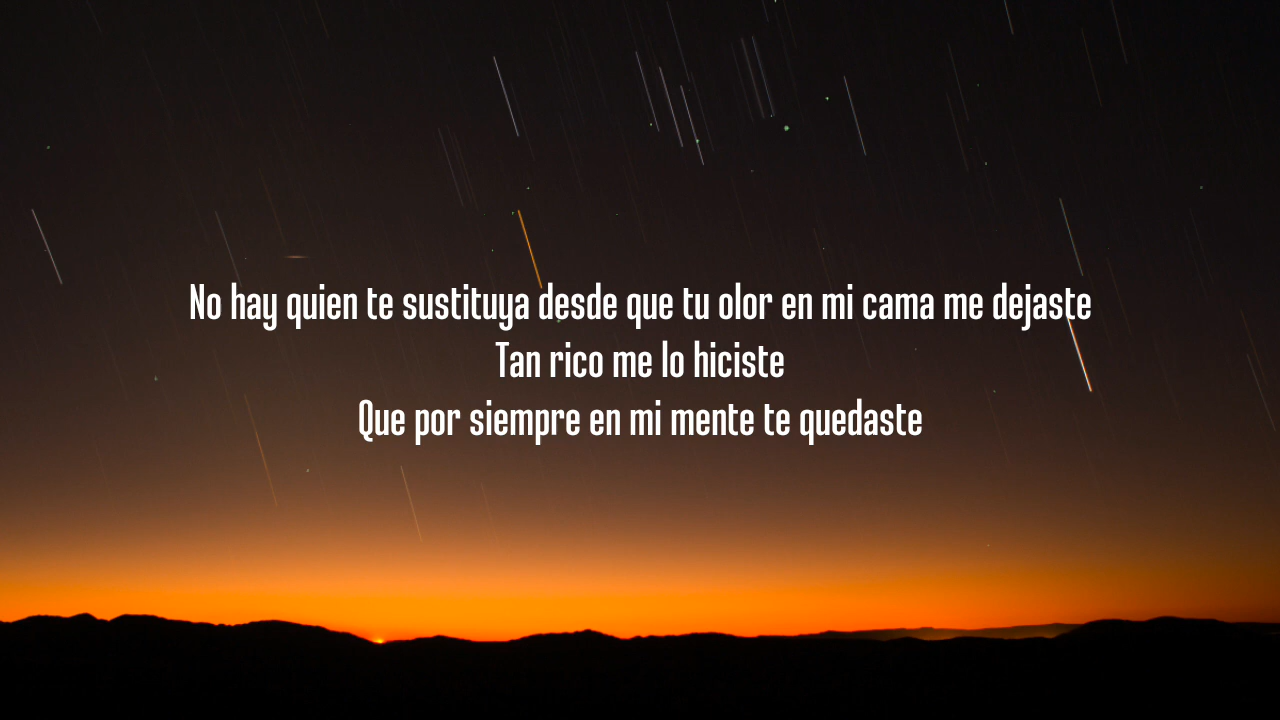 No hay quien te sustituya desde que tu olor en mi cama me dejaste
Tan rico me lo hiciste
Que por siempre en mi mente te quedaste